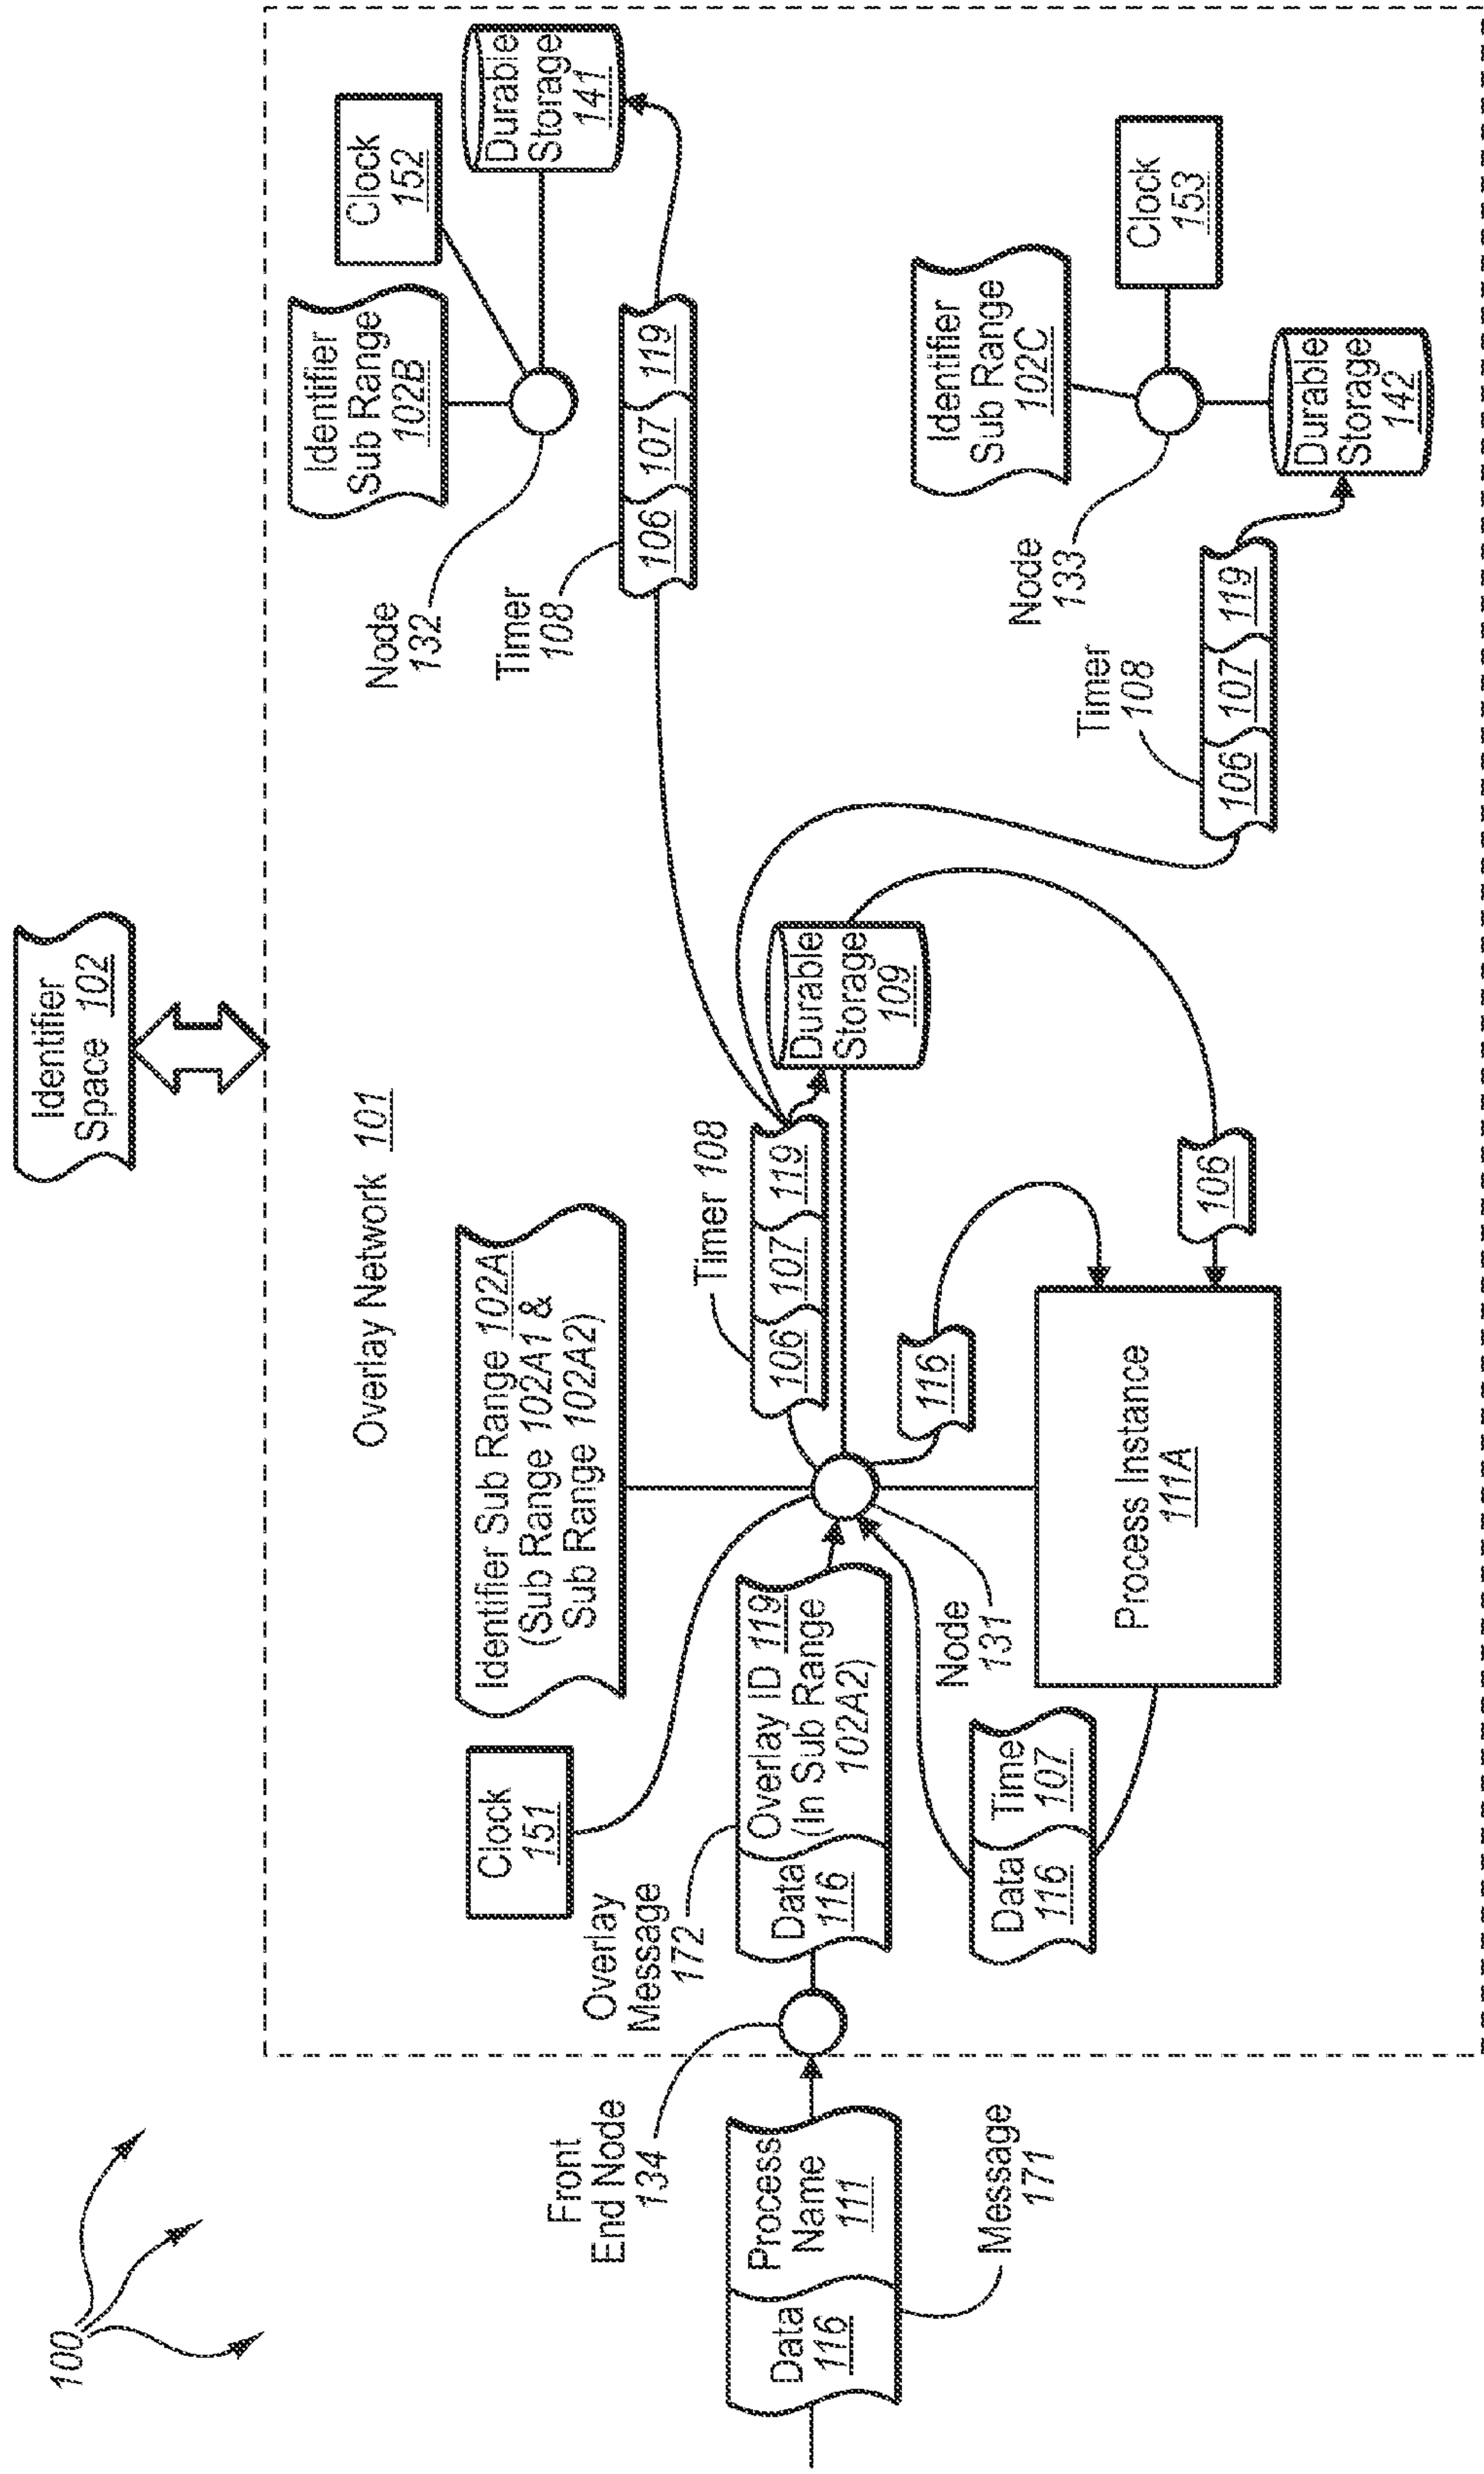 100
Identifier
Space 102
Overlay Network 101
Message
171
Data
116
Process
Name
111
Front
End Node
134
Overlay
Message
172
Data
116
Overlay ID 119
(In Sub Range
102A2)
Clock
151
Identifier Sub Range 102A
(Sub Range 102A1 &
Sub Range 102A2)
Node
131
Data
116
Time
107
Process Instance
111A
116
106
Timer 108
106 107 119
Durable
Storage
109
Node
132
Identifier
Sub Range
102B
Clock
152
Durable
Storage
141
Timer
108
106 107 119
Node
133
Identifier
Sub Range
102C
Clock
153
Durable
Storage
142
Timer
108
106 107 119